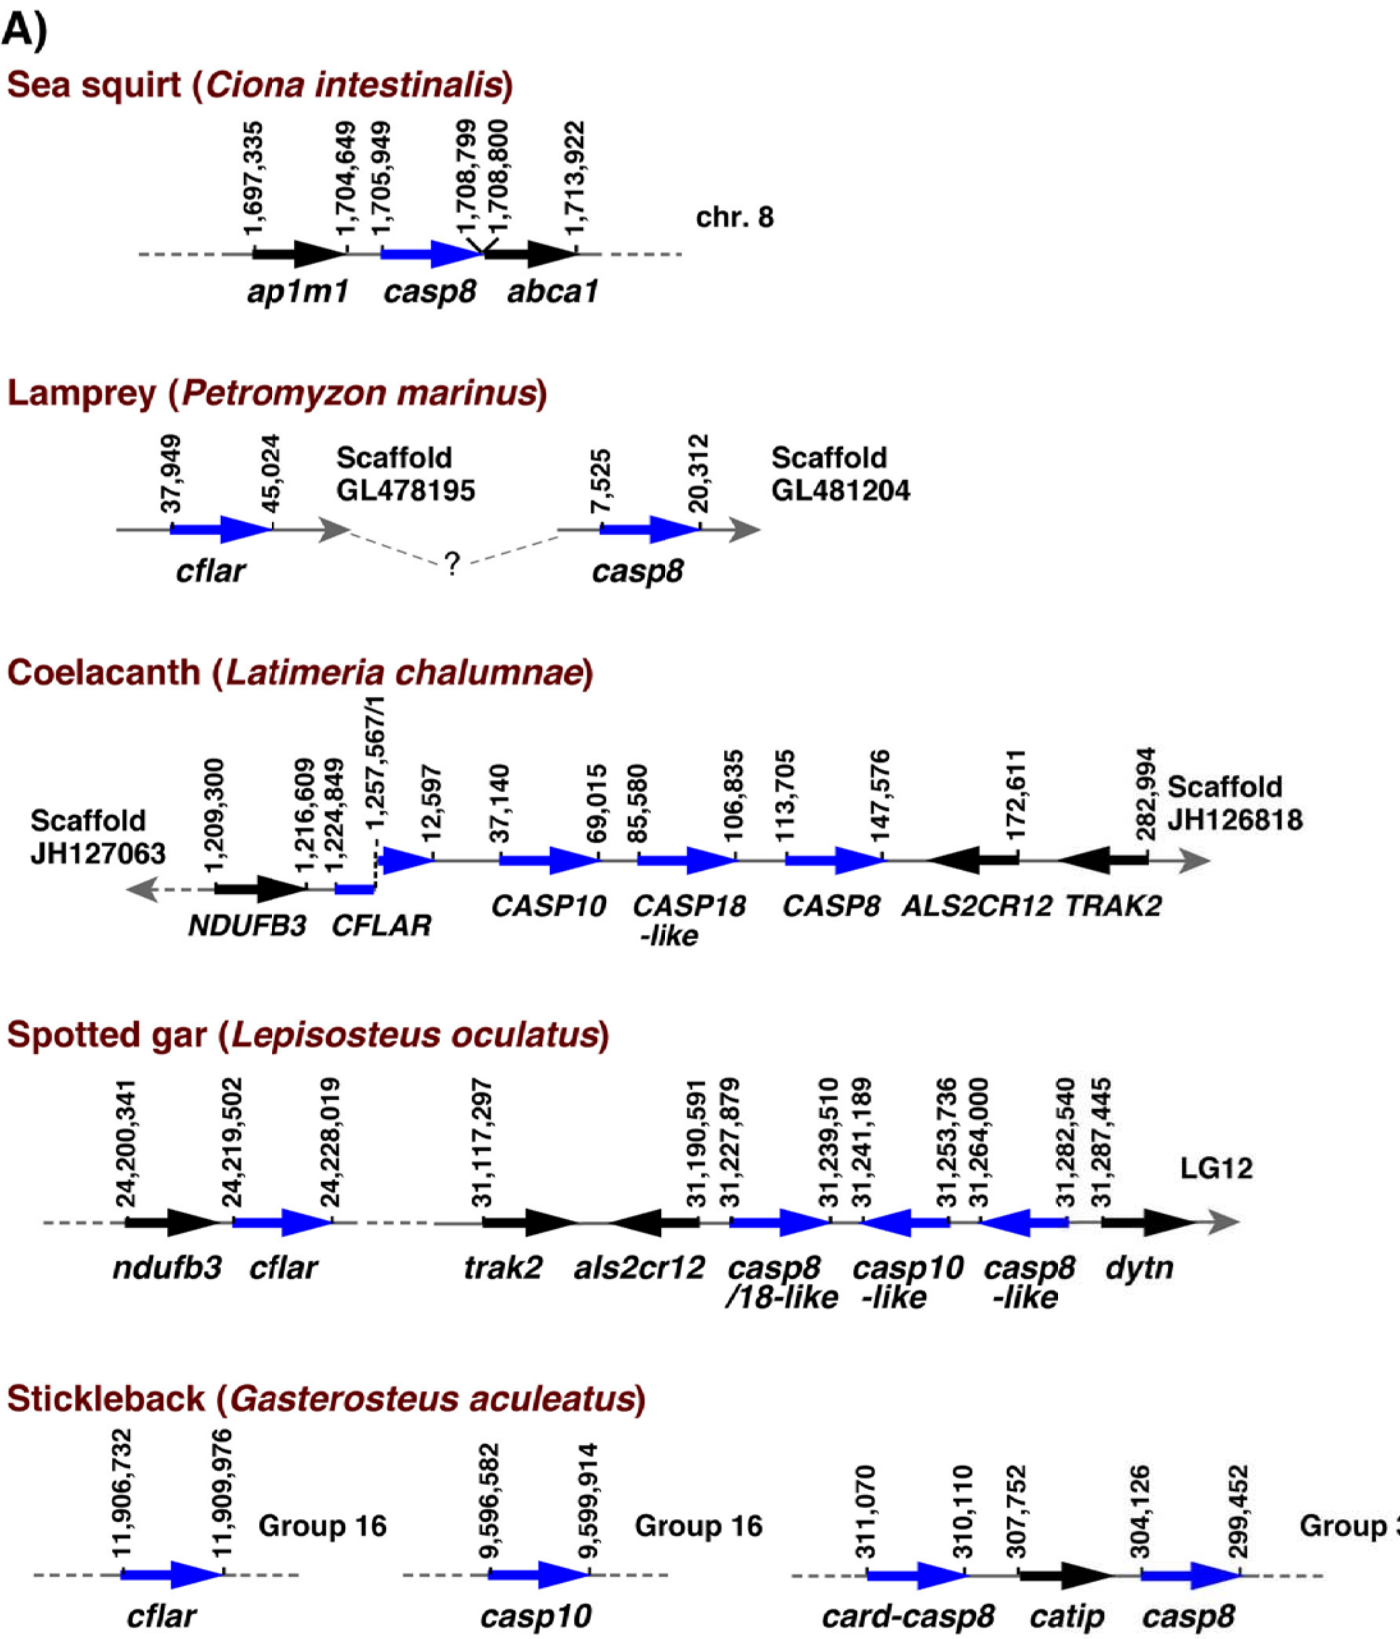 A)
Sea squirt (Ciona intestinalis)
1,697,335
1,704,649
1,705,949
1,708,799
1,708,800
1,713,922
chr. 8
ap1m1
casp8
abca1
Lamprey (Petromyzon marinus)
37,949
45,024
Scaffold
GL478195
7,525
20,312
Scaffold
GL481204
?
cflar
casp8
Coelacanth (Latimeria chalumnae)
Scaffold
JH127063
1,209,300
1,216,609
1,224,849
1,257,567/1
12,597
37,140
69,015
85,580
106,835
113,705
147,576
172,611
282,994
Scaffold
JH126818
NDUFB3
CFLAR
CASP10
CASP18
-like
CASP8
ALS2CR12
TRAK2
Spotted gar (Lepisosteus oculatus)
24,200,341
24,219,502
24,228,019
31,117,297
31,190,591
31,227,879
31,239,510
31,241,189
31,253,736
31,264,000
31,282,540
31,287,445
LG12
ndufb3
cflar
trak2
als2cr12
casp8
/18-like
casp10
-like
casp8
-like
dytn
Stickleback (Gasterosteus aculeatus)
11,906,732
11,909,976
Group 16
9,596,582
9,599,914
Group 16
311,070
310,110
307,752
304,126
299,452
Group
cflar
casp10
card-casp8
catip
casp8